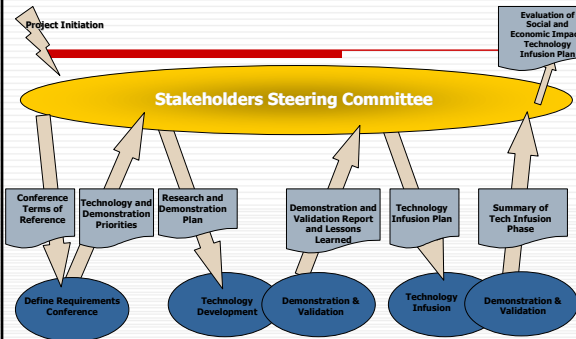 Project Initiation
Evaluation of
Social and
Economic Impac
Technology
Infusion Plan
Stakeholders Steering Committee
Conference
Terms of
Reference
Technology and
Demonstration
Priorities
Research and
Demonstration
Plan
Demonstration and
Validation Report
and Lessons
Learned
Technology
Infusion Plan
Summary of
Tech Infusion
Phase
Define Requirements
Conference
Technology
Development
Demonstration &
Validation
Technology
Infusion
Demonstration &
Validation